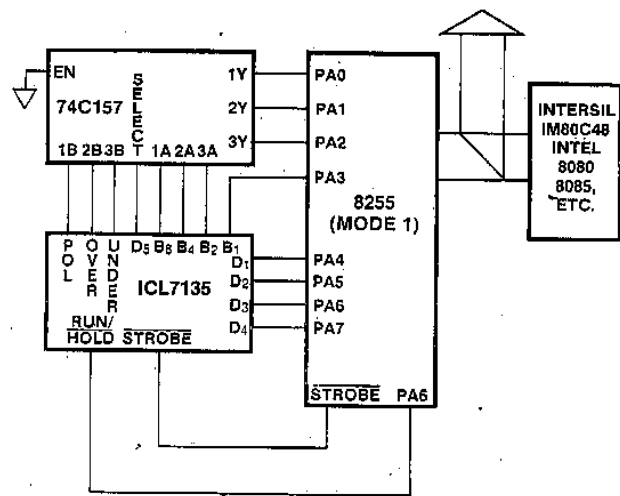 EN
74C157
SELECT
1Y
2Y
3Y
1B 2B 3B
1A 2A 3A
PA0
PA1
PA2
PA3
8255
(MODE 1)
PA4
PA5
PA6
PA7
STROBE
PA6
INTERSIL
IM80C48
INTEL
8080
8085,
ETC.
POL
OVER
UNDER
D5 B8 B4 B2 B1
ICL7135
D1
D2
D3
D4
RUN/
HOLD STROBE